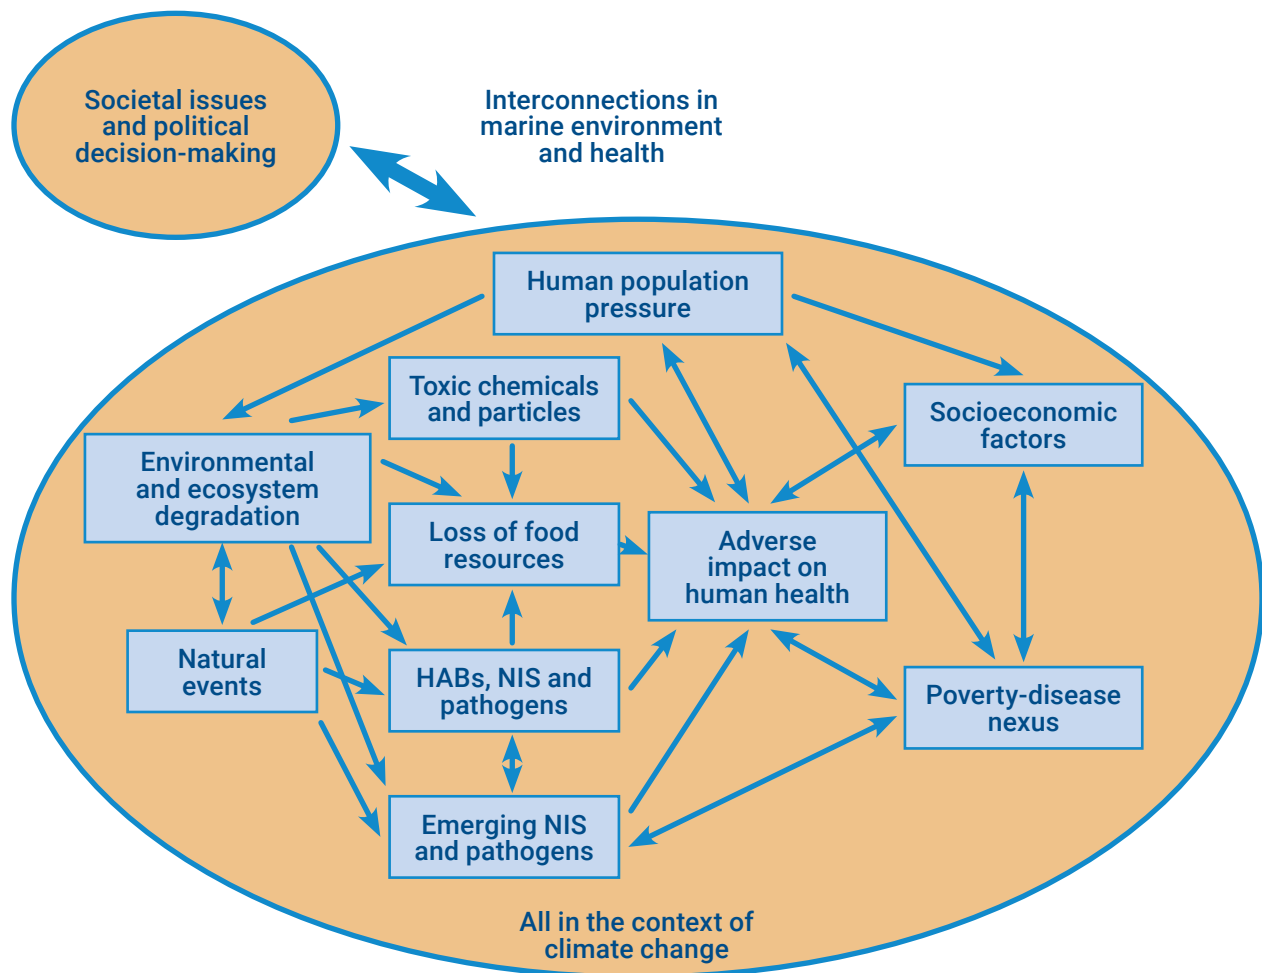 Societal issues
and political
decision-making
Interconnections in
marine environment
and health
Human population
pressure
Toxic chemicals
and particles
Socioeconomic
factors
Environmental
and ecosystem
degradation
Loss of food
resources
Adverse
impact on
human health
Natural
events
HABs, NIS and
pathogens
Poverty-disease
nexus
Emerging NIS
and pathogens
All in the context of
climate change